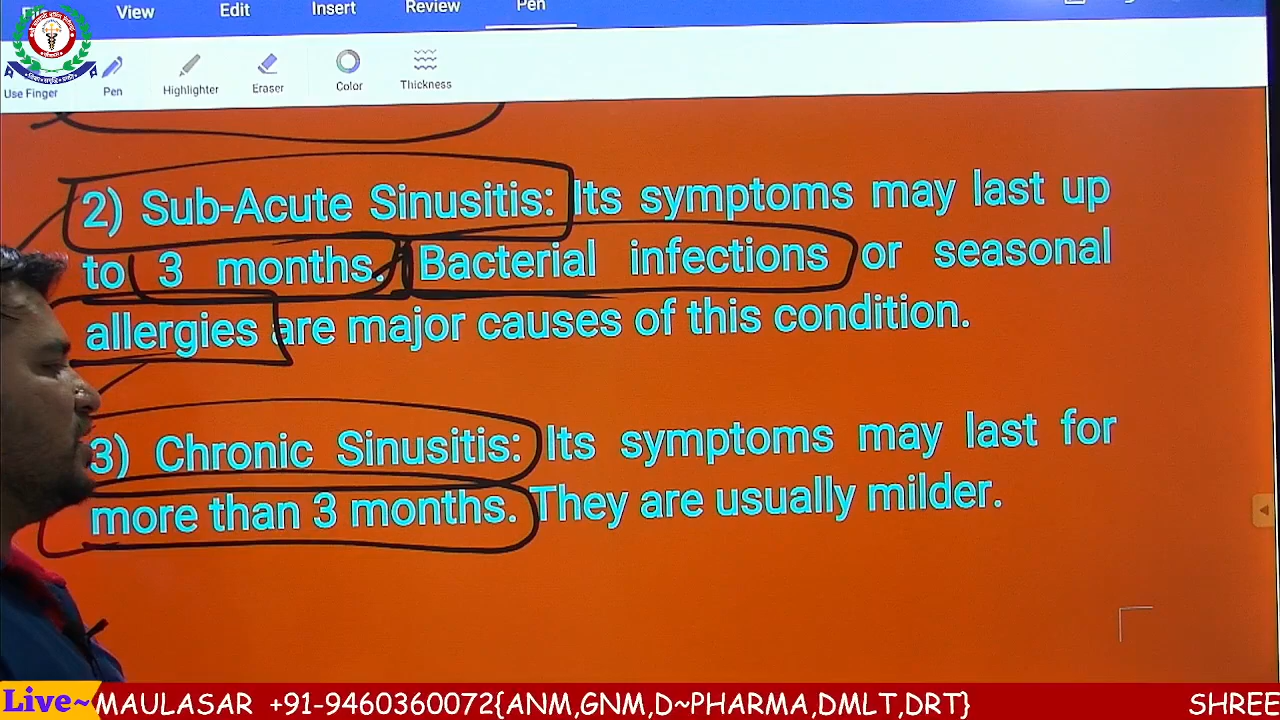 View Edit Insert Review Pen
Use Finger Pen Highlighter Eraser Color Thickness
2) Sub-Acute Sinusitis: Its symptoms may last up
to 3 months. Bacterial infections or seasonal
allergies are major causes of this condition.
3) Chronic Sinusitis: Its symptoms may last for
more than 3 months. They are usually milder.
Live~ MAULASAR +91-9460360072{ANM,GNM,D~PHARMA,DMLT,DRT} SHREE